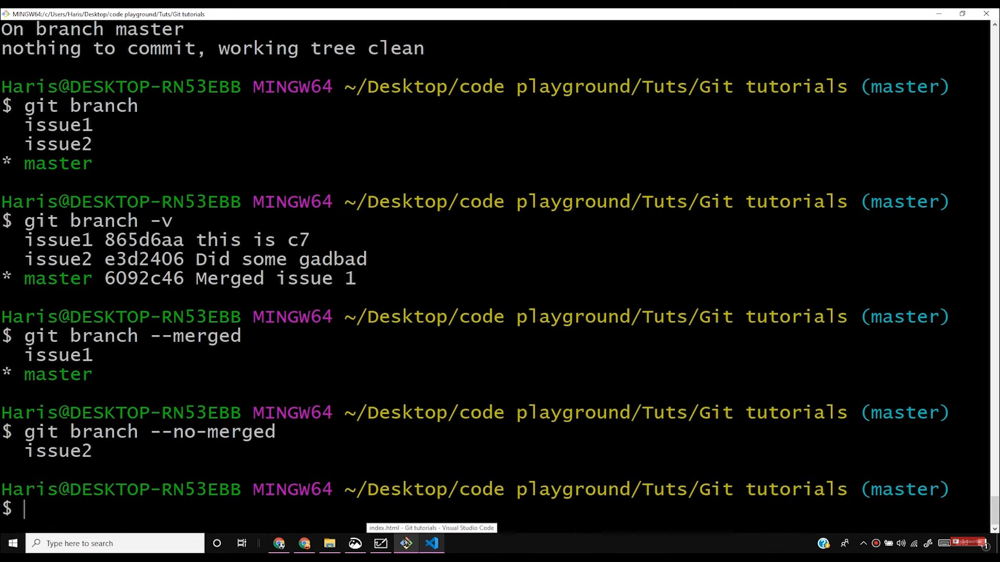 MINGW64:/c/Users/Haris/Desktop/code playground/Tuts/Git tutorials
On branch master
nothing to commit, working tree clean
Haris@DESKTOP-RN53EBB MINGW64 ~/Desktop/code playground/Tuts/Git tutorials (master)
$ git branch
issue1
issue2
* master
Haris@DESKTOP-RN53EBB MINGW64 ~/Desktop/code playground/Tuts/Git tutorials (master)
$ git branch -v
issue1 865d6aa this is c7
issue2 e3d2406 Did some gadbad
* master 6092c46 Merged issue 1
Haris@DESKTOP-RN53EBB MINGW64 ~/Desktop/code playground/Tuts/Git tutorials (master)
$ git branch --merged
issue1
* master
Haris@DESKTOP-RN53EBB MINGW64 ~/Desktop/code playground/Tuts/Git tutorials (master)
$ git branch --no-merged
issue2
Haris@DESKTOP-RN53EBB MINGW64 ~/Desktop/code playground/Tuts/Git tutorials (master)
$
index.html - Git tutorials - Visual Studio Code
Type here to search
Subscribe
1